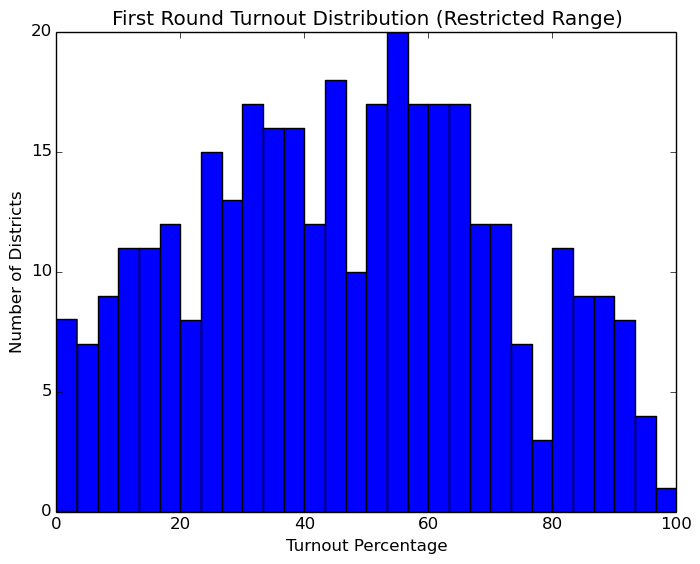 First Round Turnout Distribution (Restricted Range)
20
15
10
5
0
Number of Districts
0 20 40 60 80 100
Turnout Percentage